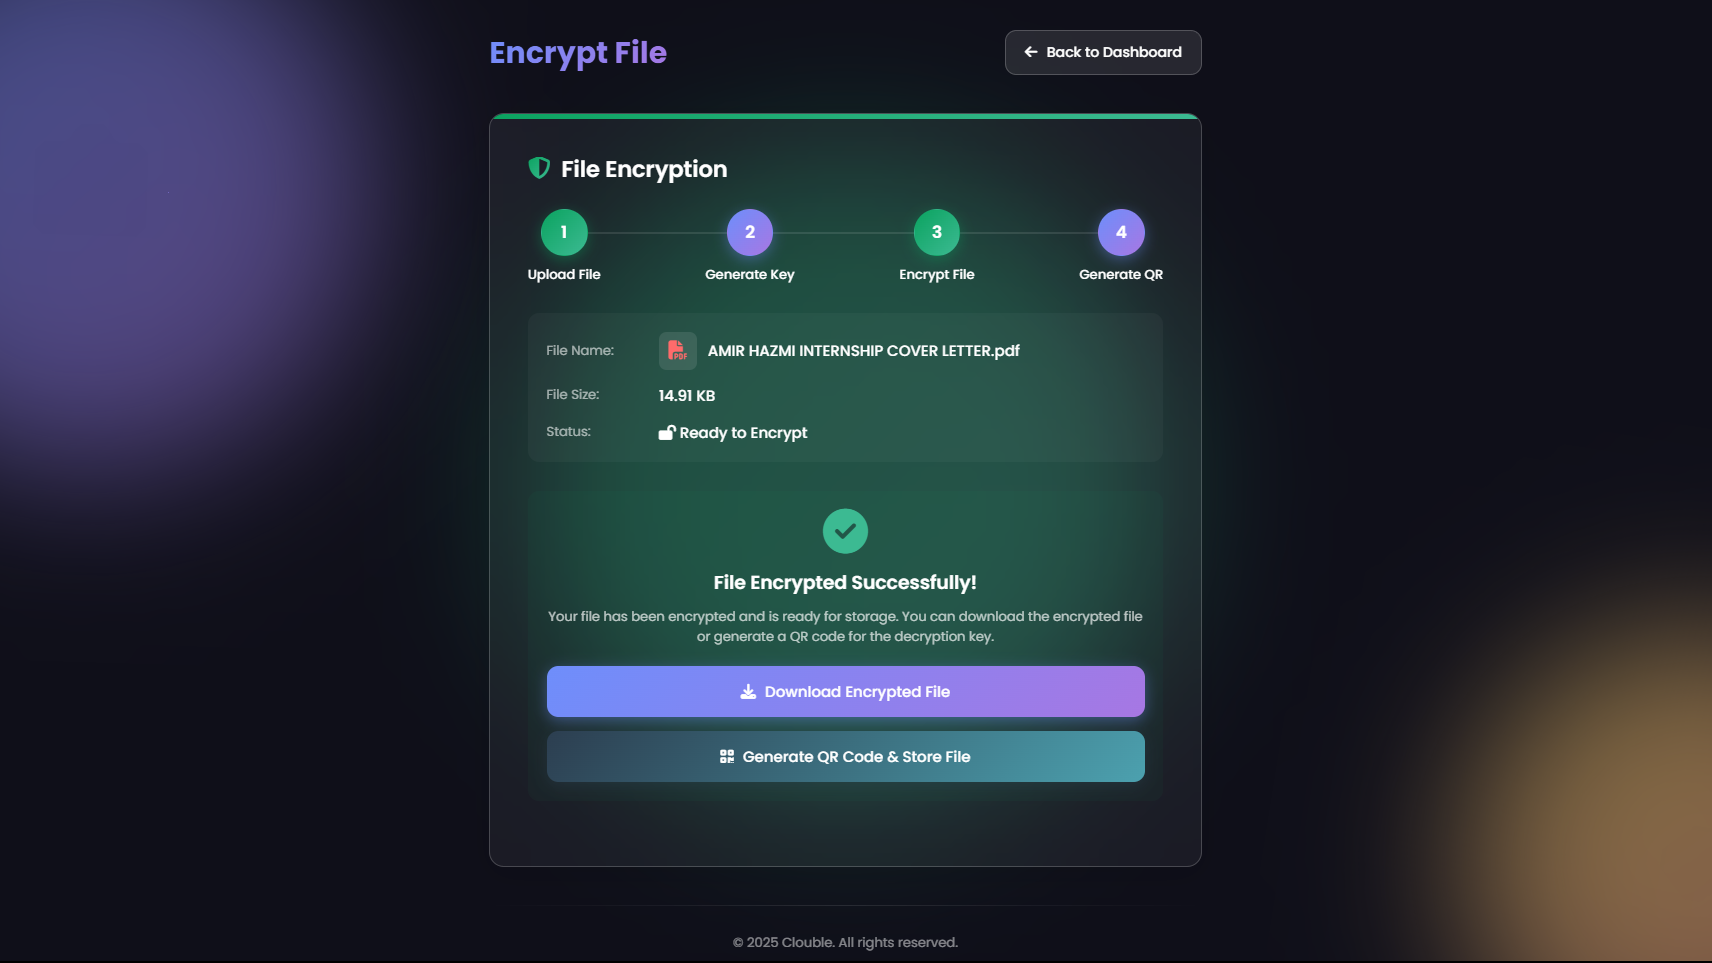 Encrypt File
Back to Dashboard
File Encryption
1
2
3
4
Upload File
Generate Key
Encrypt File
Generate QR
File Name:
PDF
AMIR HAZMI INTERNSHIP COVER LETTER.pdf
File Size:
14.91 KB
Status:
Ready to Encrypt
File Encrypted Successfully!
Your file has been encrypted and is ready for storage. You can download the encrypted file
or generate a QR code for the decryption key.
Download Encrypted File
Generate QR Code & Store File
© 2025 Clouble. All rights reserved.